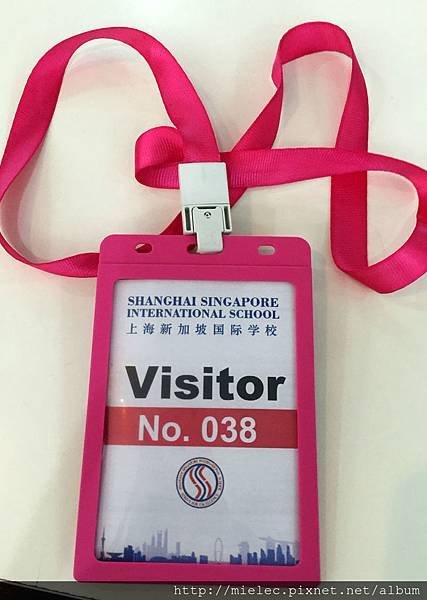 SHANGHAI SINGAPORE
INTERNATIONAL SCHOOL
上海新加坡国际学校
Visitor
No. 038
http://mielec.pixnet.net/album